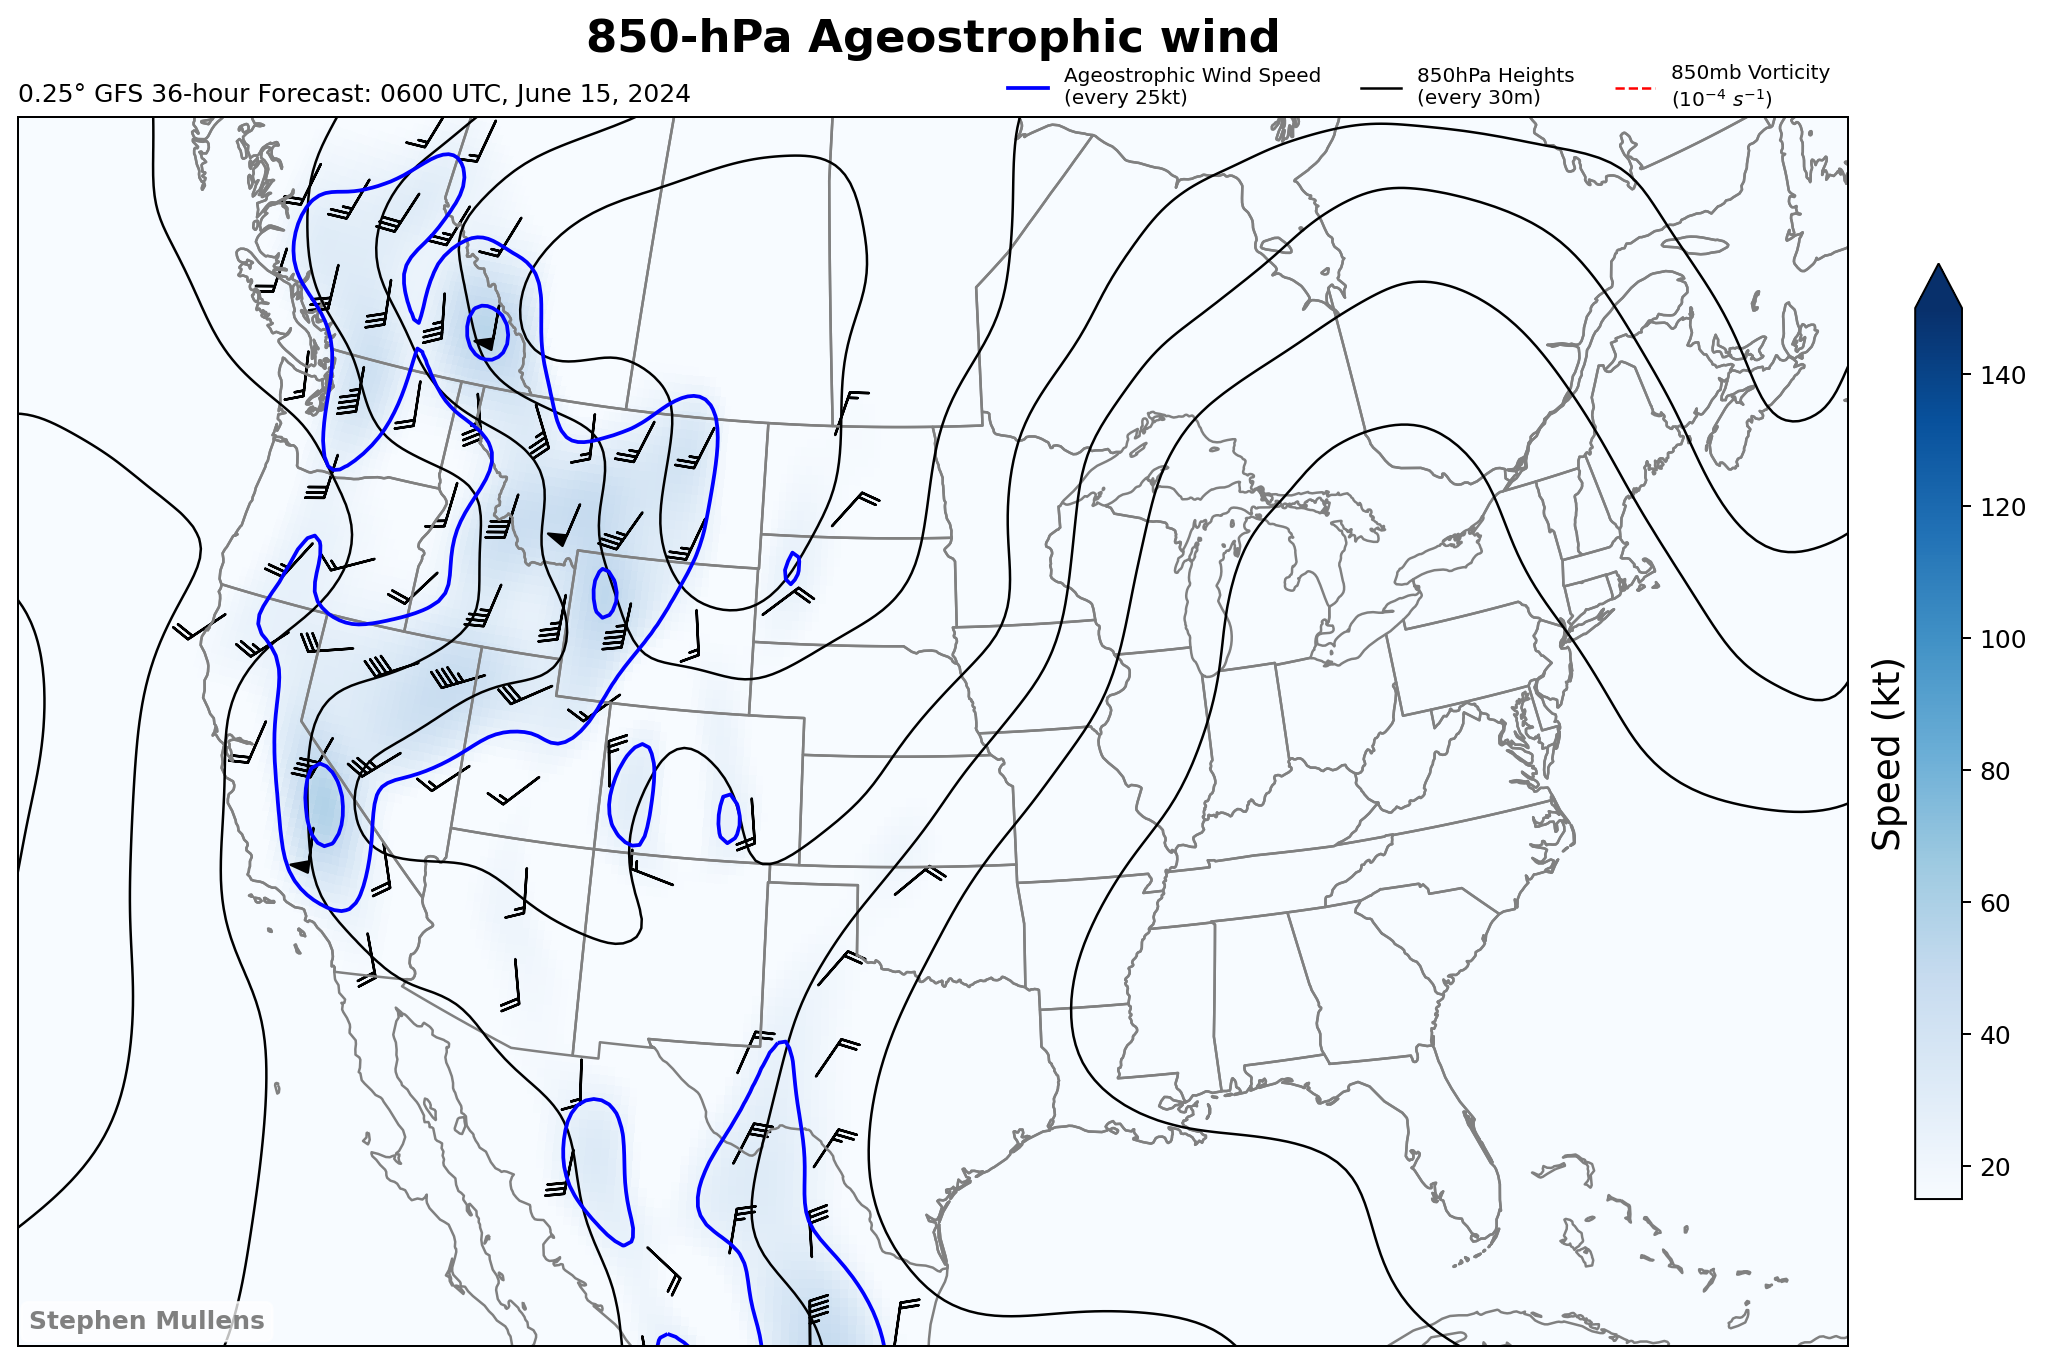 850-hPa Ageostrophic wind
0.25° GFS 36-hour Forecast: 0600 UTC, June 15, 2024
Ageostrophic Wind Speed
(every 25kt)
850hPa Heights
(every 30m)
850mb Vorticity
(10⁻⁴ s⁻¹)
140
120
100
80
60
40
20
Speed (kt)
Stephen Mullens